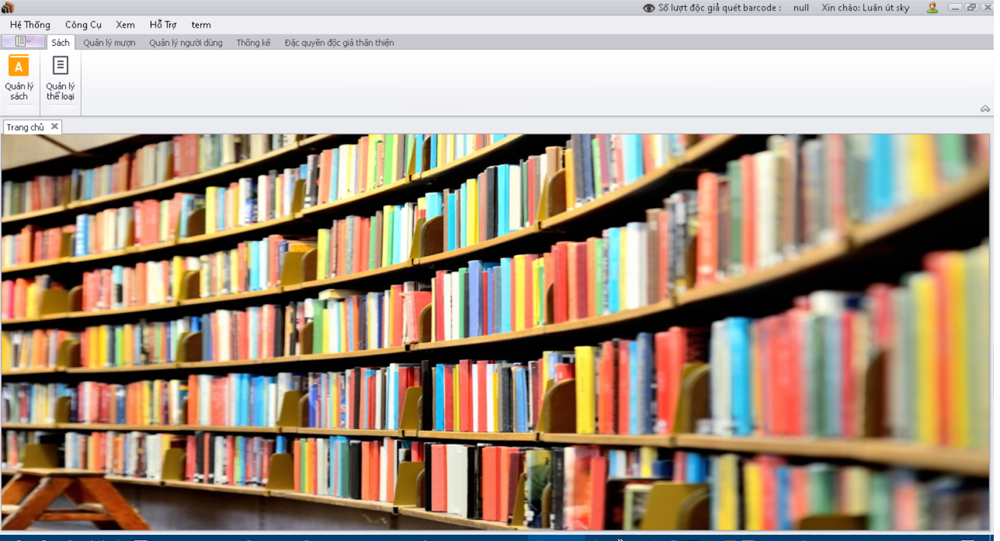 Số lượt độc giả quét barcode : null Xin chào: Luân út sky
Hệ Thống Công Cụ Xem Hỗ Trợ term
Sách Quản lý mượn Quản lý người dùng Thống kê Đặc quyền độc giả thân thiện
A
Quản lý
sách
Quản lý
thể loại
Trang chủ